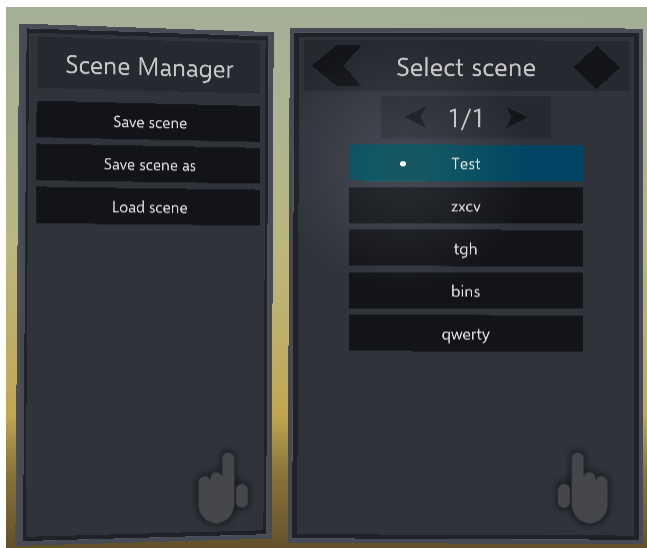 Scene Manager
Save scene
Save scene as
Load scene
Select scene
1/1
Test
zxcv
tgh
bins
qwerty